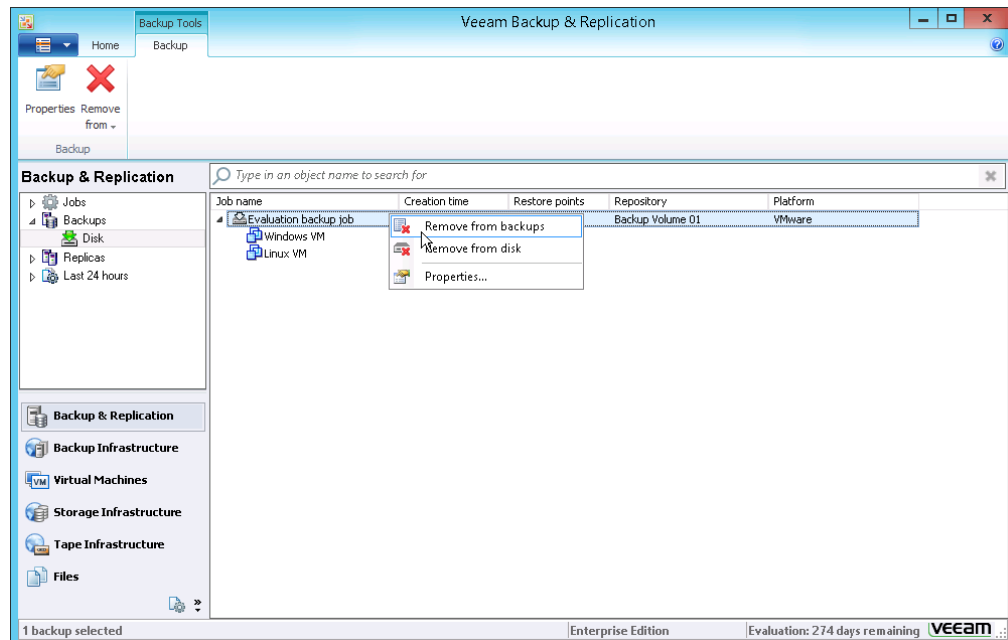 Backup Tools
Veeam Backup & Replication
Home
Backup
Properties
Remove
from
Backup
Backup & Replication
Type in an object name to search for
Jobs
Backups
Disk
Replicas
Last 24 hours
Job name Creation time Restore points Repository Platform
Evaluation backup job Backup Volume 01 VMware
Windows VM
Linux VM
Remove from backups
Remove from disk
Properties...
Backup & Replication
Backup Infrastructure
VM Virtual Machines
Storage Infrastructure
Tape Infrastructure
Files
1 backup selected Enterprise Edition Evaluation: 274 days remaining veeam